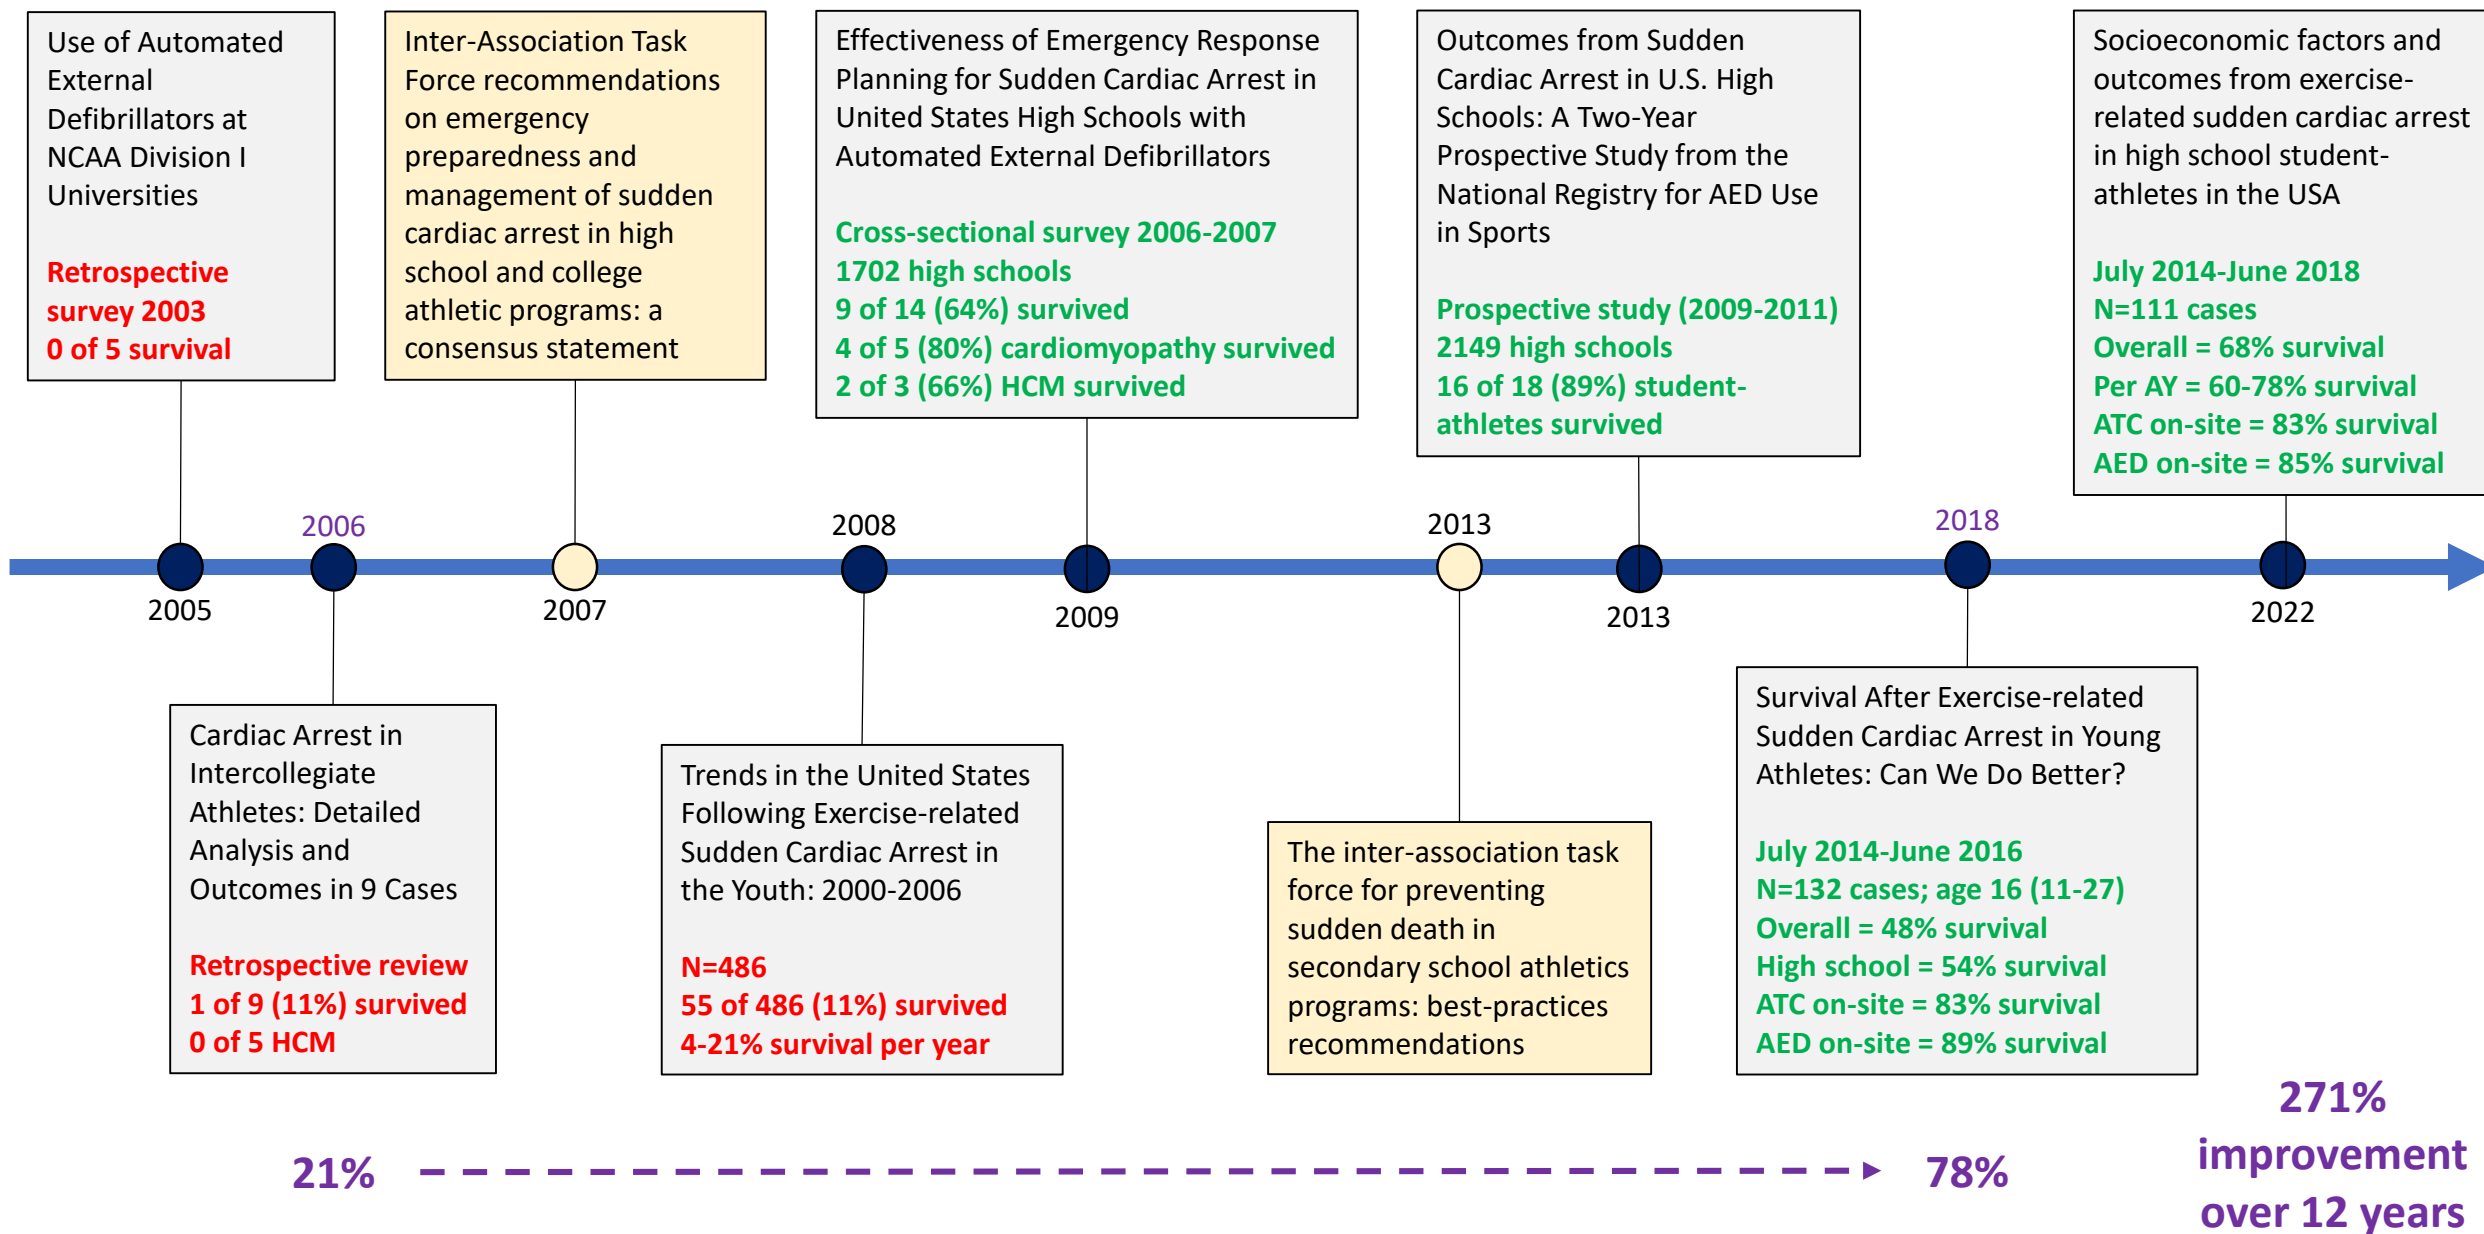 Use of Automated
External
Defibrillators at
NCAA Division I
Universities
Retrospective
survey 2003
0 of 5 survival
Inter-Association Task
Force recommendations
on emergency
preparedness and
management of sudden
cardiac arrest in high
school and college
athletic programs: a
consensus statement
Effectiveness of Emergency Response
Planning for Sudden Cardiac Arrest in
United States High Schools with
Automated External Defibrillators
Cross-sectional survey 2006-2007
1702 high schools
9 of 14 (64%) survived
4 of 5 (80%) cardiomyopathy survived
2 of 3 (66%) HCM survived
Outcomes from Sudden
Cardiac Arrest in U.S. High
Schools: A Two-Year
Prospective Study from the
National Registry for AED Use
in Sports
Prospective study (2009-2011)
2149 high schools
16 of 18 (89%) student-
athletes survived
Socioeconomic factors and
outcomes from exercise-
related sudden cardiac arrest
in high school student-
athletes in the USA
July 2014-June 2018
N=111 cases
Overall = 68% survival
Per AY = 60-78% survival
ATC on-site = 83% survival
AED on-site = 85% survival
2006
2008
2013
2018
2005
2007
2009
2013
2022
Cardiac Arrest in
Intercollegiate
Athletes: Detailed
Analysis and
Outcomes in 9 Cases
Retrospective review
1 of 9 (11%) survived
0 of 5 HCM
Trends in the United States
Following Exercise-related
Sudden Cardiac Arrest in
the Youth: 2000-2006
N=486
55 of 486 (11%) survived
4-21% survival per year
The inter-association task
force for preventing
sudden death in
secondary school athletics
programs: best-practices
recommendations
Survival After Exercise-related
Sudden Cardiac Arrest in Young
Athletes: Can We Do Better?
July 2014-June 2016
N=132 cases; age 16 (11-27)
Overall = 48% survival
High school = 54% survival
ATC on-site = 83% survival
AED on-site = 89% survival
21%
78%
271%
improvement
over 12 years